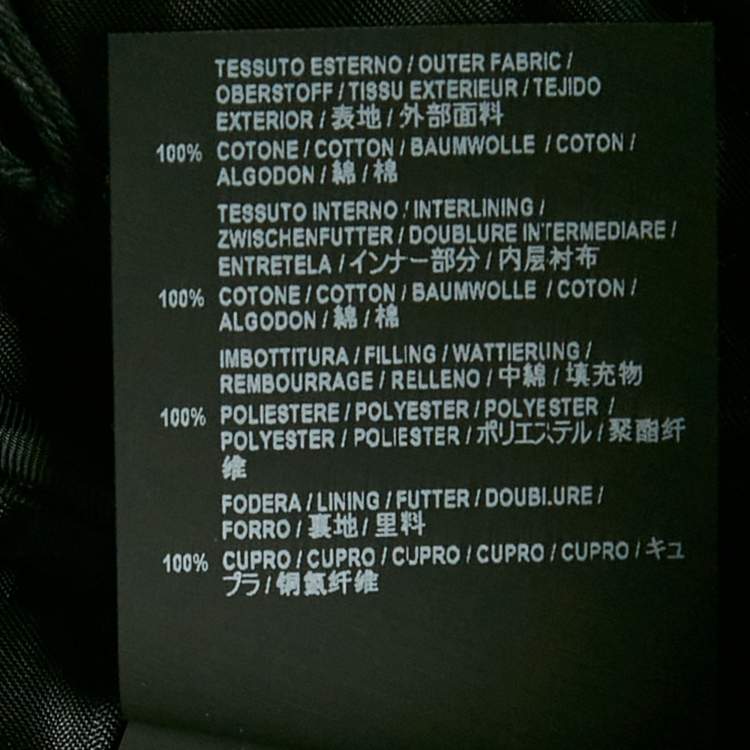 TESSUTO ESTERNO / OUTER FABRIC /
OBERSTOFF / TISSU EXTERIEUR / TEJIDO
EXTERIOR / 表地 / 外部面料
100% COTONE / COTTON / BAUMWOLLE / COTON /
ALGODON / 綿 / 棉
TESSUTO INTERNO / INTERLINING /
ZWISCHENFUTTER / DOUBLURE INTERMEDIARE /
ENTRETELA / インナー部分 / 内层衬布
100% COTONE / COTTON / BAUMWOLLE / COTON /
ALGODON / 綿 / 棉
IMBOTTITURA / FILLING / WATTIERUNG /
REMBOURRAGE / RELLENO / 中綿 / 填充物
100% POLIESTERE / POLYESTER / POLYESTER /
POLYESTER / POLIESTER / ポリエステル / 聚酯纤
维
FODERA / LINING / FUTTER / DOUBLURE /
FORRO / 裏地 / 里料
100% CUPRO / CUPRO / CUPRO / CUPRO / CUPRO / キュ
プラ / 铜氨纤维